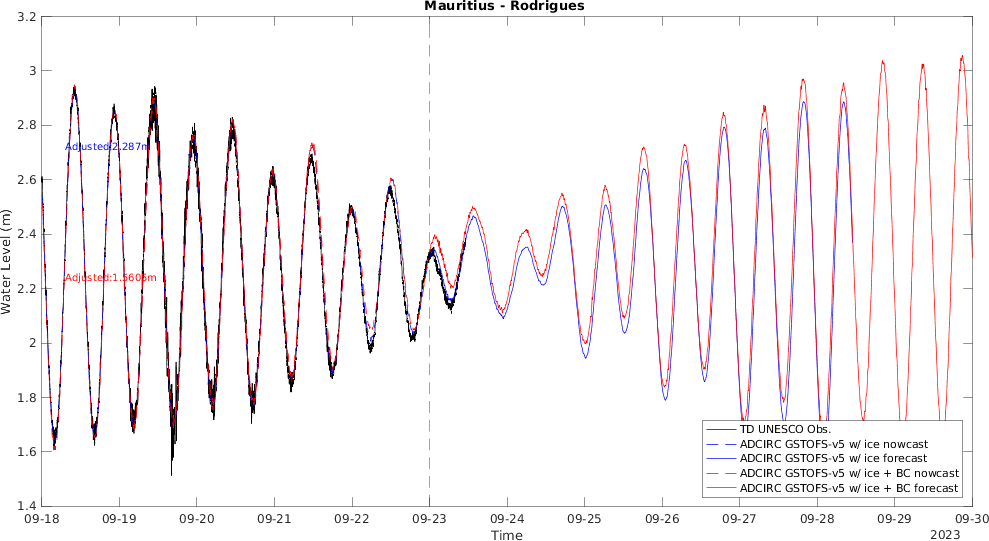 Mauritius - Rodrigues
3.2
3
2.8
2.6
2.4
2.2
2
1.8
1.6
1.4
Water Level (m)
Adjusted:2.287m
Adjusted:1.5606m
TD UNESCO Obs.
ADCIRC GSTOFS-v5 w/ ice nowcast
ADCIRC GSTOFS-v5 w/ ice forecast
ADCIRC GSTOFS-v5 w/ ice + BC nowcast
ADCIRC GSTOFS-v5 w/ ice + BC forecast
09-18 09-19 09-20 09-21 09-22 09-23 09-24 09-25 09-26 09-27 09-28 09-29 09-30
Time
2023